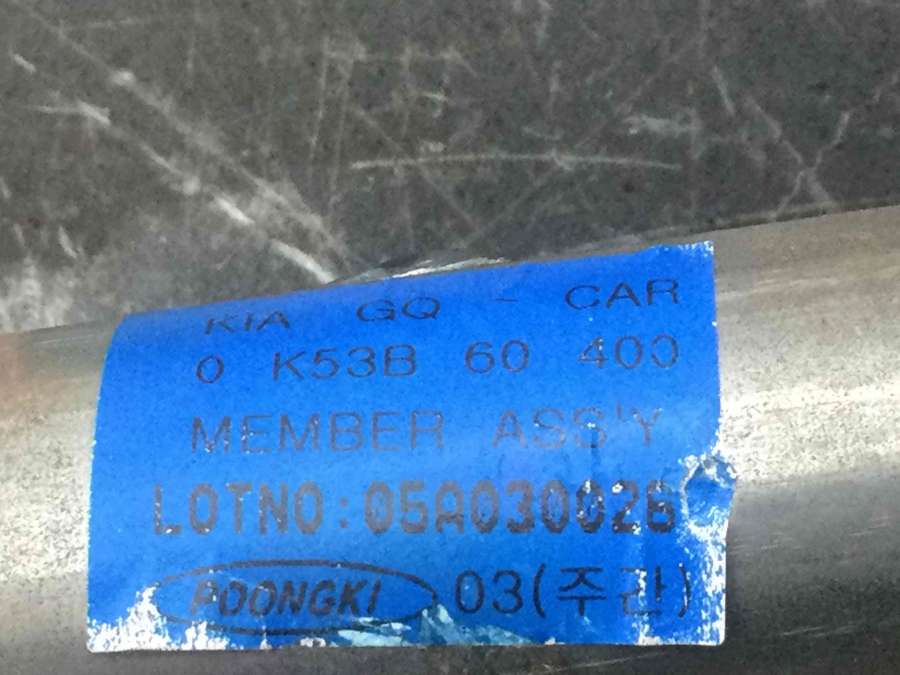 KIA GQ - CAR
0 K53B 60 400
MEMBER ASS'Y
LOTNO:05A030026
POONGKI 03(주간)